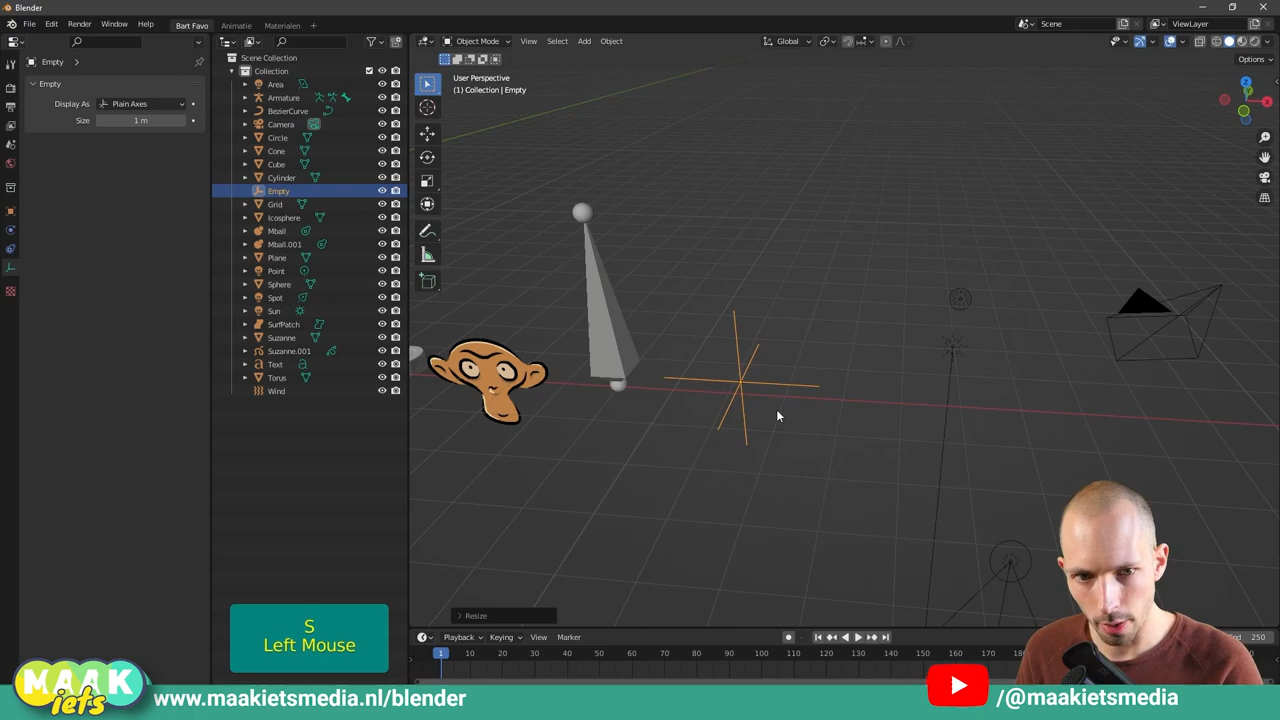 Blender
File Edit Render Window Help
Bart Favo Animatie Materialen +
Scene
ViewLayer
Empty
Empty
Display As Plain Axes
Size 1 m
Scene Collection
Collection
Area
Armature
BezierCurve
Camera
Circle
Cone
Cube
Cylinder
Empty
Grid
Icosphere
Mball
Mball.001
Plane
Point
Sphere
Spot
Sun
SurfPatch
Suzanne
Suzanne.001
Text
Torus
Wind
Object Mode View Select Add Object
Global
Options
User Perspective
(1) Collection | Empty
Z
X
Resize
Playback Keying View Marker
250
1 10 20 30 40 50 60 70 80 90 100 110 120 130 140 150 160 170 180
S
Left Mouse
MAAK
iets
www.maakietsmedia.nl/blender
/@maakietsmedia